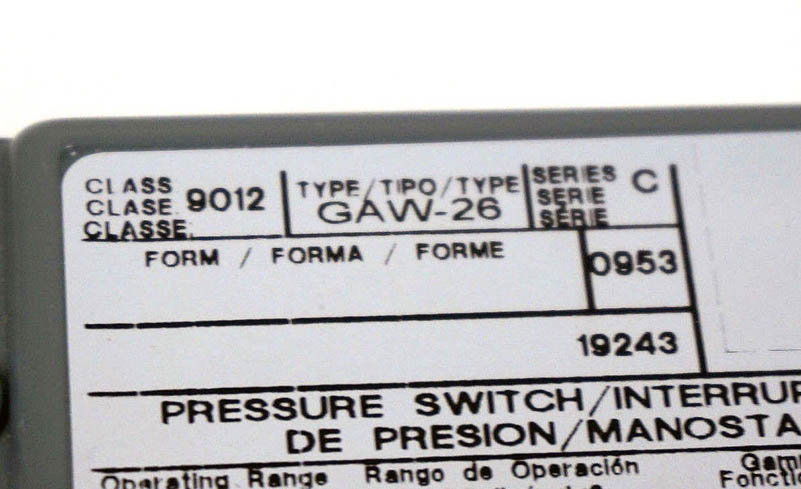 CLASS
CLASE 9012
CLASSE
TYPE/TIPO/TYPE
GAW-26
SERIES C
SERIE
SÉRIE
FORM / FORMA / FORME
0953
19243
PRESSURE SWITCH/INTERRUP
DE PRESION/MANOSTA
Operating Range Rango de Operación